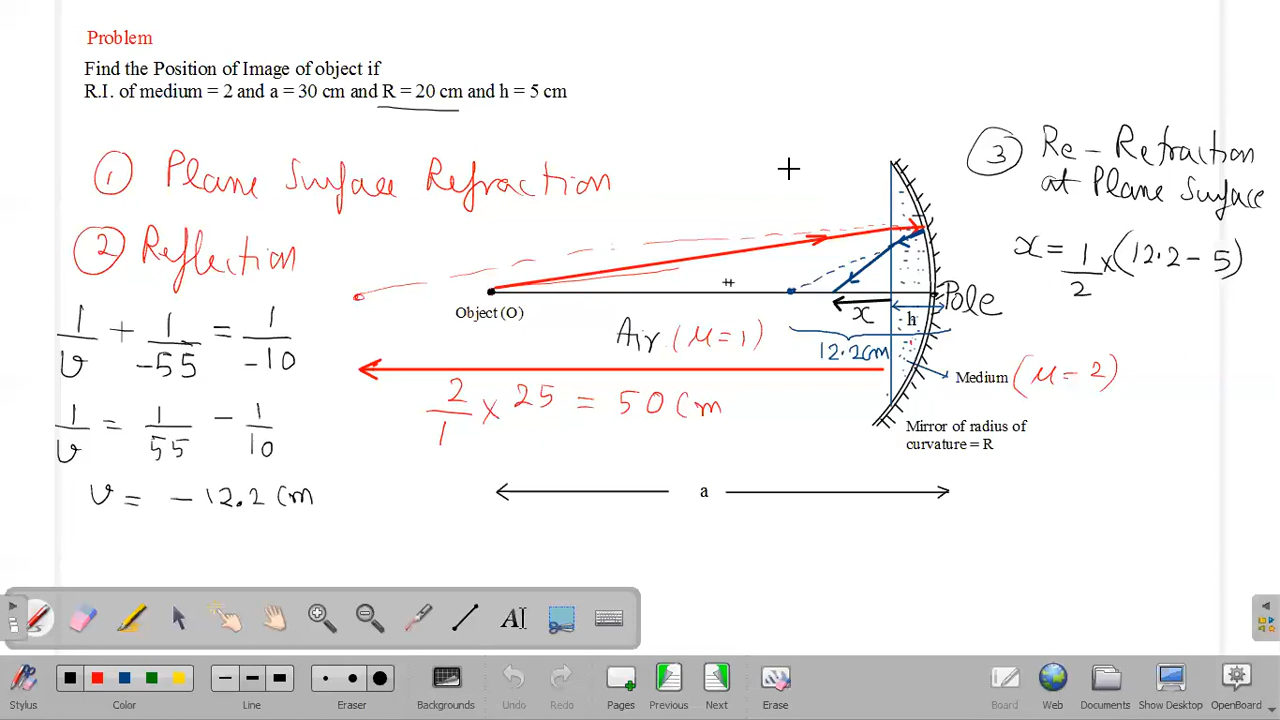 Problem
Find the Position of Image of object if
R.I. of medium = 2 and a = 30 cm and R = 20 cm and h = 5 cm
① Plane Surface Refraction
② Reflection
1/v + 1/-55 = 1/-10
1/v = 1/55 - 1/10
v = - 12.2 cm
Object (O)
Air (μ=1)
2/1 × 25 = 50 cm
a
x
h
12.2cm
Pole
Medium (μ=2)
Mirror of radius of
curvature = R
③ Re-Refraction
at Plane Surface
x = 1/2 × (12.2 - 5)
Stylus
Color
Line
Eraser
Backgrounds
Undo
Redo
Pages
Previous
Next
Erase
Board
Web
Documents
Show Desktop
OpenBoard